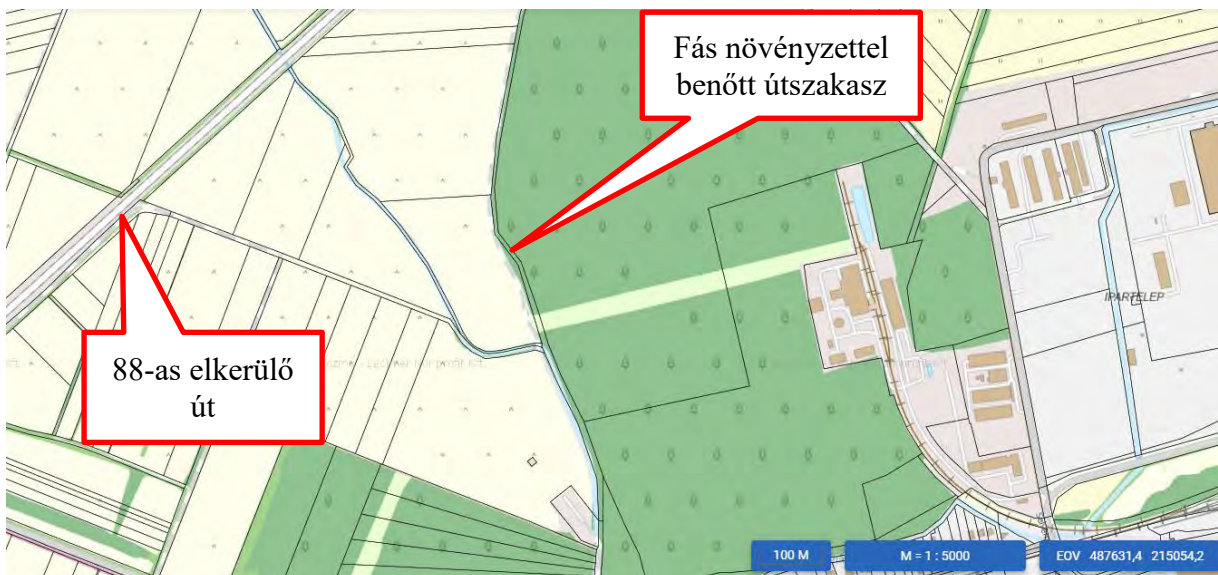 Fás növényzettel
benőtt útszakasz
IPARTELEP
88-as elkerülő
út
100 M
M = 1 : 5000
EOV 487631,4 215054,2